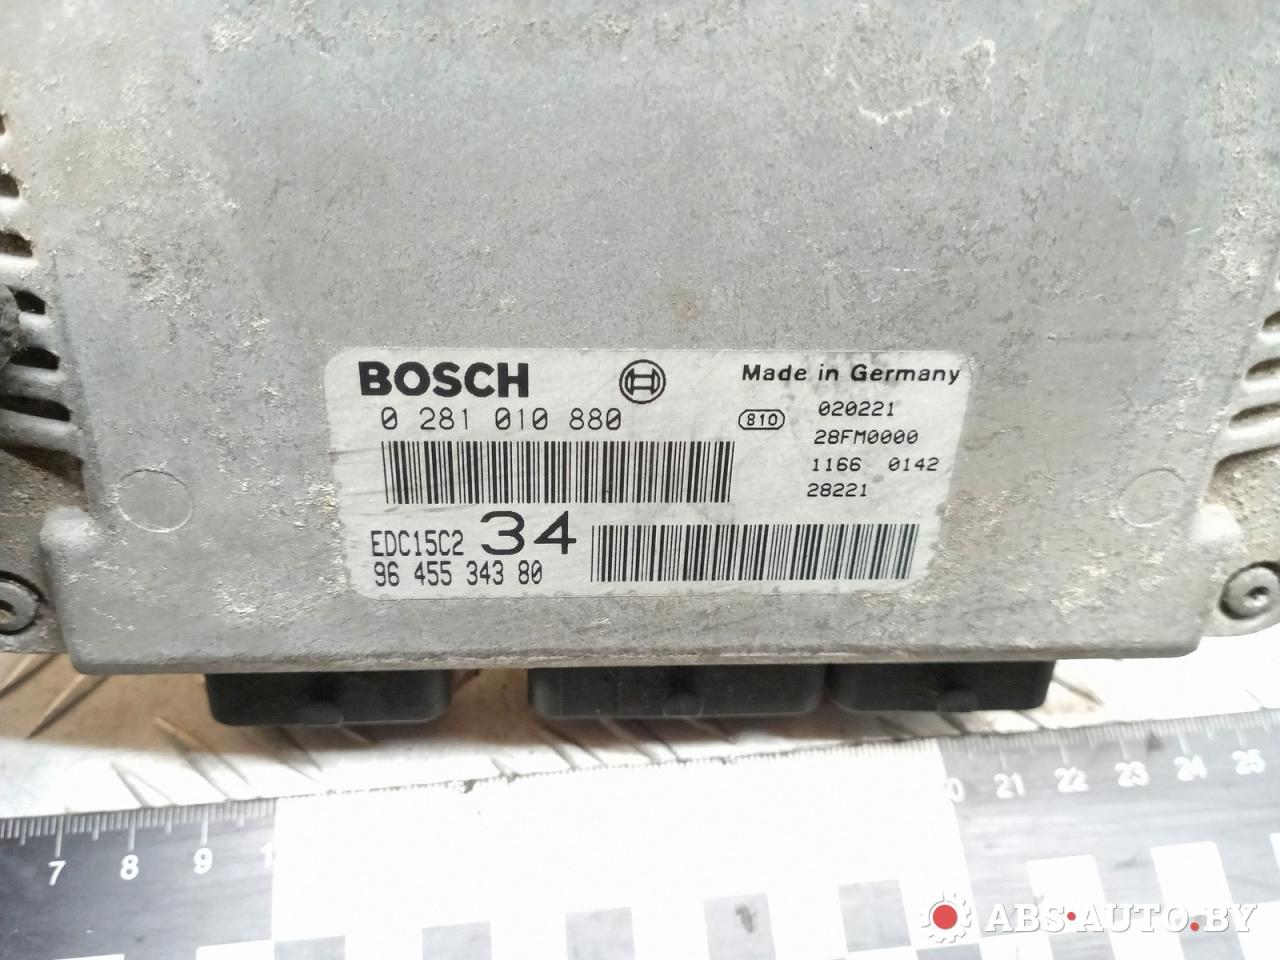 BOSCH
Made in Germany
0 281 010 880
810
020221
28FM0000
1166 0142
28221
EDC15C2 34
96 455 343 80
7 8 9 21 22 23 24 25
ABS-AUTO.BY